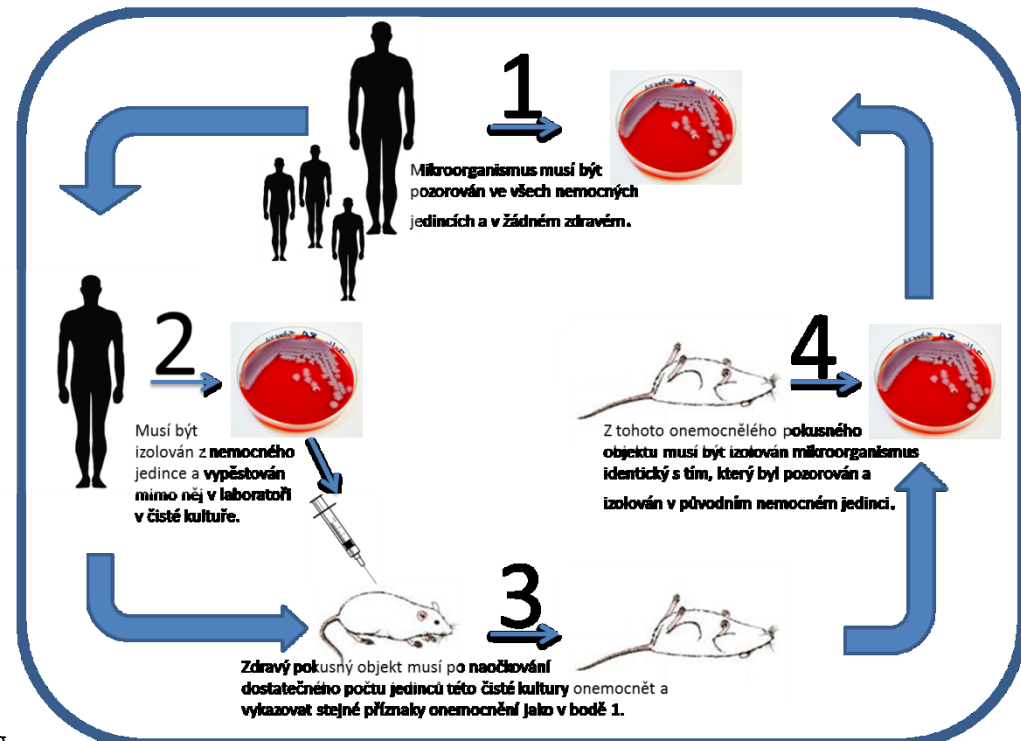 1
Mikroorganismus musí být
pozorován ve všech nemocných
jedincích a v žádném zdravém.
2
Musí být
izolován z nemocného
jedince a vypěstován
mimo něj v laboratoři
v čisté kultuře.
3
Zdravý pokusný objekt musí po naočkování
dostatečného počtu jedinců této čisté kultury onemocnět a
vykazovat stejné příznaky onemocnění jako v bodě 1.
4
Z tohoto onemocnělého pokusného
objektu musí být izolován mikroorganismus
identický s tím, který byl pozorován a
izolován v původním nemocném jedinci.